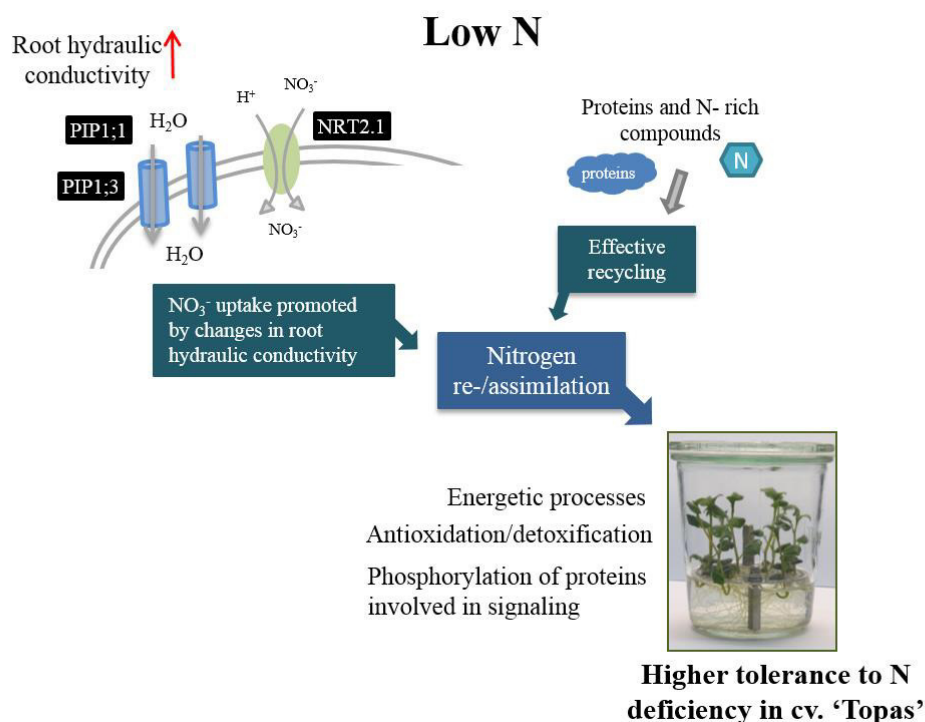 Low N
Root hydraulic
conductivity
H⁺
NO₃⁻
PIP1;1
H₂O
NRT2.1
PIP1;3
NO₃⁻
H₂O
Proteins and N- rich
compounds
proteins
N
Effective
recycling
NO₃⁻ uptake promoted
by changes in root
hydraulic conductivity
Nitrogen
re-/assimilation
Energetic processes
Antioxidation/detoxification
Phosphorylation of proteins
involved in signaling
Higher tolerance to N
deficiency in cv. ‘Topas’